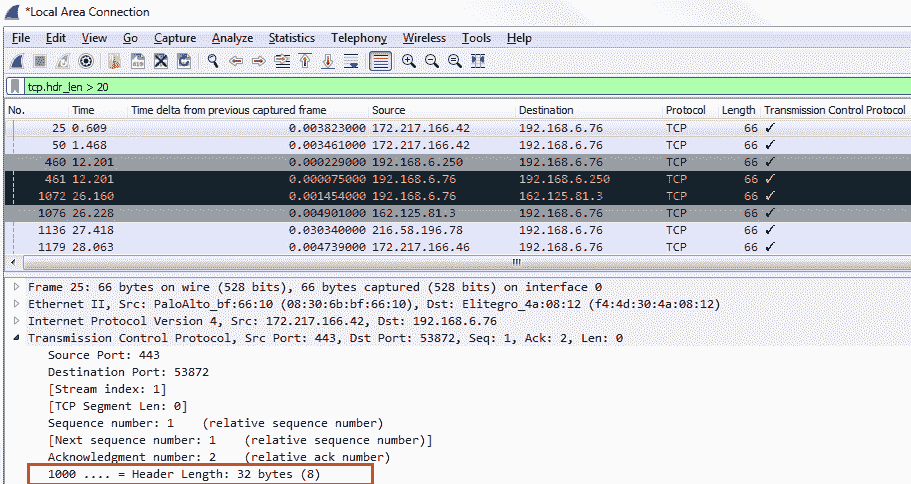 *Local Area Connection
File Edit View Go Capture Analyze Statistics Telephony Wireless Tools Help
tcp.hdr_len > 20
No. Time Time delta from previous captured frame Source Destination Protocol Length Transmission Control Protocol
25 0.609 0.003823000 172.217.166.42 192.168.6.76 TCP 66 ✓
50 1.468 0.003461000 172.217.166.42 192.168.6.76 TCP 66 ✓
460 12.201 0.000229000 192.168.6.250 192.168.6.76 TCP 66 ✓
461 12.201 0.000075000 192.168.6.76 192.168.6.250 TCP 66 ✓
1072 26.160 0.001454000 192.168.6.76 162.125.81.3 TCP 66 ✓
1076 26.228 0.004901000 162.125.81.3 192.168.6.76 TCP 66 ✓
1136 27.418 0.030340000 216.58.196.78 192.168.6.76 TCP 66 ✓
1179 28.063 0.004739000 172.217.166.46 192.168.6.76 TCP 66 ✓
Frame 25: 66 bytes on wire (528 bits), 66 bytes captured (528 bits) on interface 0
Ethernet II, Src: PaloAlto_bf:66:10 (08:30:6b:bf:66:10), Dst: Elitegro_4a:08:12 (f4:4d:30:4a:08:12)
Internet Protocol Version 4, Src: 172.217.166.42, Dst: 192.168.6.76
Transmission Control Protocol, Src Port: 443, Dst Port: 53872, Seq: 1, Ack: 2, Len: 0
Source Port: 443
Destination Port: 53872
[Stream index: 1]
[TCP Segment Len: 0]
Sequence number: 1 (relative sequence number)
[Next sequence number: 1 (relative sequence number)]
Acknowledgment number: 2 (relative ack number)
1000 .... = Header Length: 32 bytes (8)